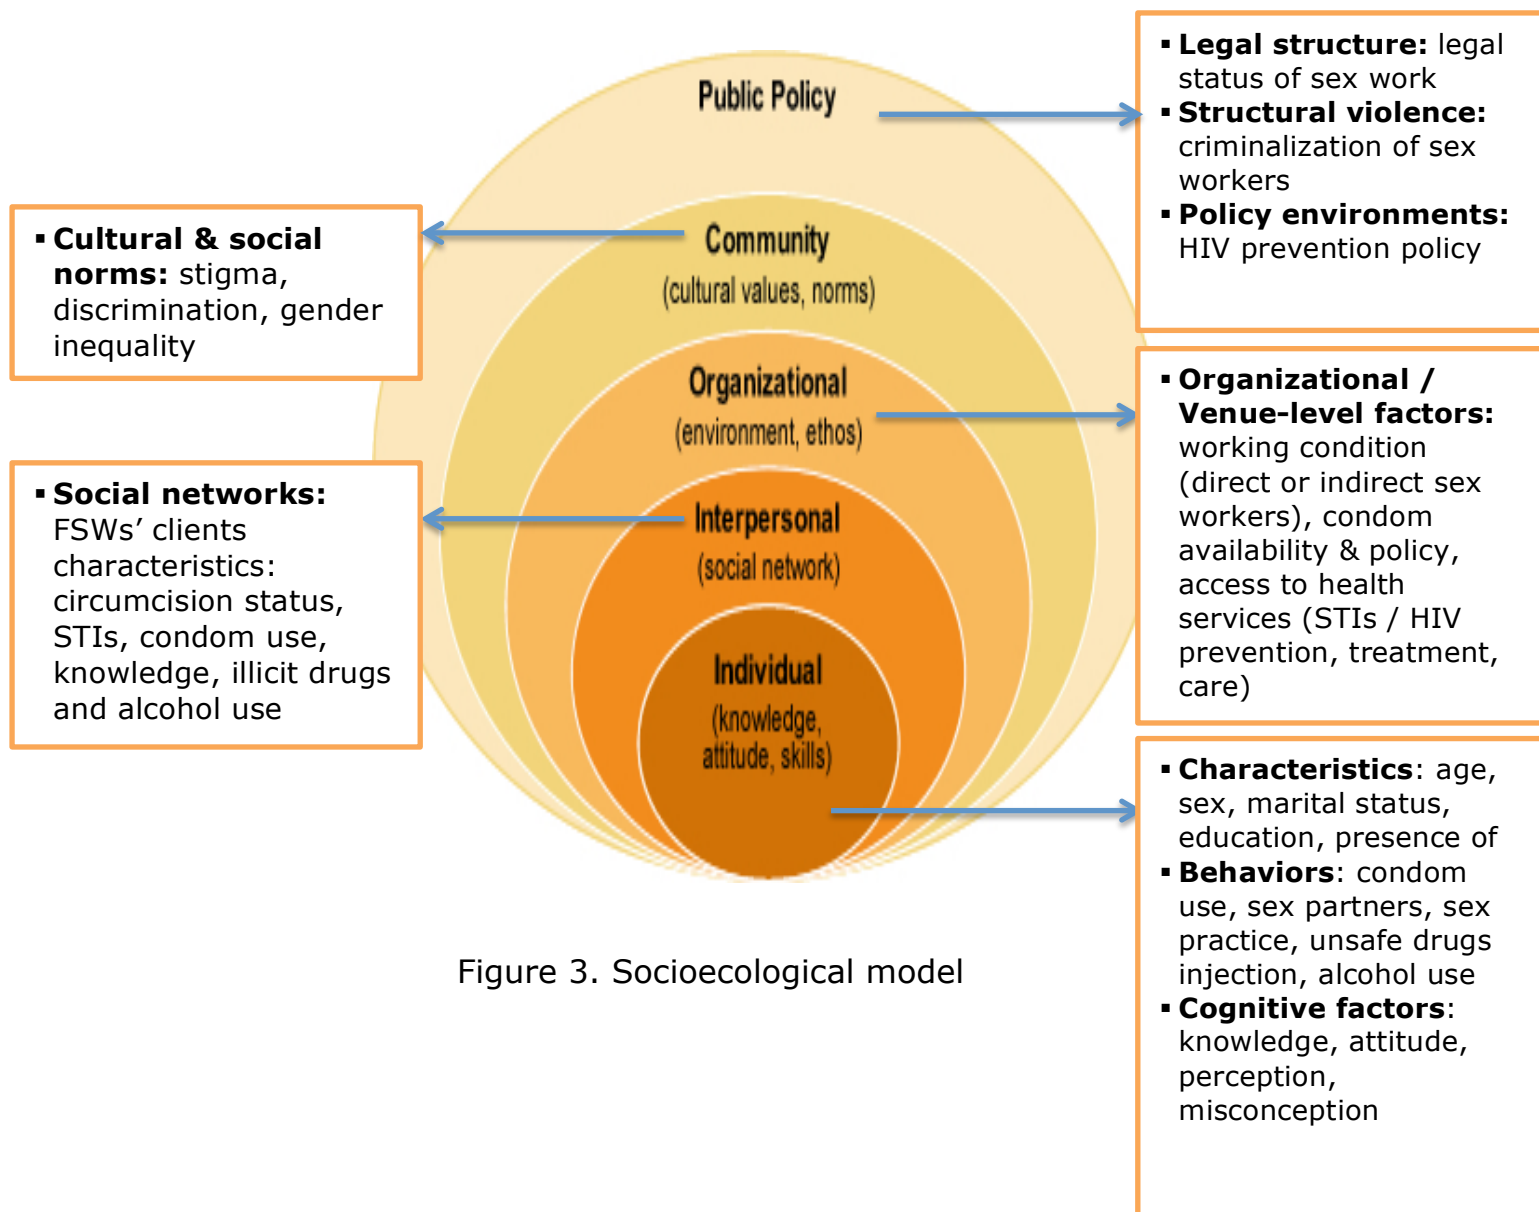 Public Policy
Community
(cultural values, norms)
Organizational
(environment, ethos)
Interpersonal
(social network)
Individual
(knowledge,
attitude, skills)
▪ Cultural & social
norms: stigma,
discrimination, gender
inequality
▪ Social networks:
FSWs’ clients
characteristics:
circumcision status,
STIs, condom use,
knowledge, illicit drugs
and alcohol use
▪ Legal structure: legal
status of sex work
▪ Structural violence:
criminalization of sex
workers
▪ Policy environments:
HIV prevention policy
▪ Organizational /
Venue-level factors:
working condition
(direct or indirect sex
workers), condom
availability & policy,
access to health
services (STIs / HIV
prevention, treatment,
care)
▪ Characteristics: age,
sex, marital status,
education, presence of
▪ Behaviors: condom
use, sex partners, sex
practice, unsafe drugs
injection, alcohol use
▪ Cognitive factors:
knowledge, attitude,
perception,
misconception
Figure 3. Socioecological model